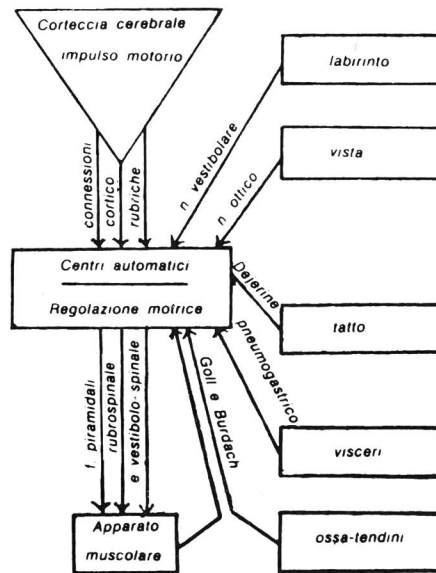 Corteccia cerebrale
impulso motorio
labirinto
n vestibolare
vista
n ottico
connessioni
cortico
rubriche
Centri automatici
Regolazione motrice
Dejerine
tatto
pneumogastrico
visceri
Goll e Burdach
ossa-tendini
f. piramidali
rubrospinale
e vestibolo-spinale
Apparato
muscolare